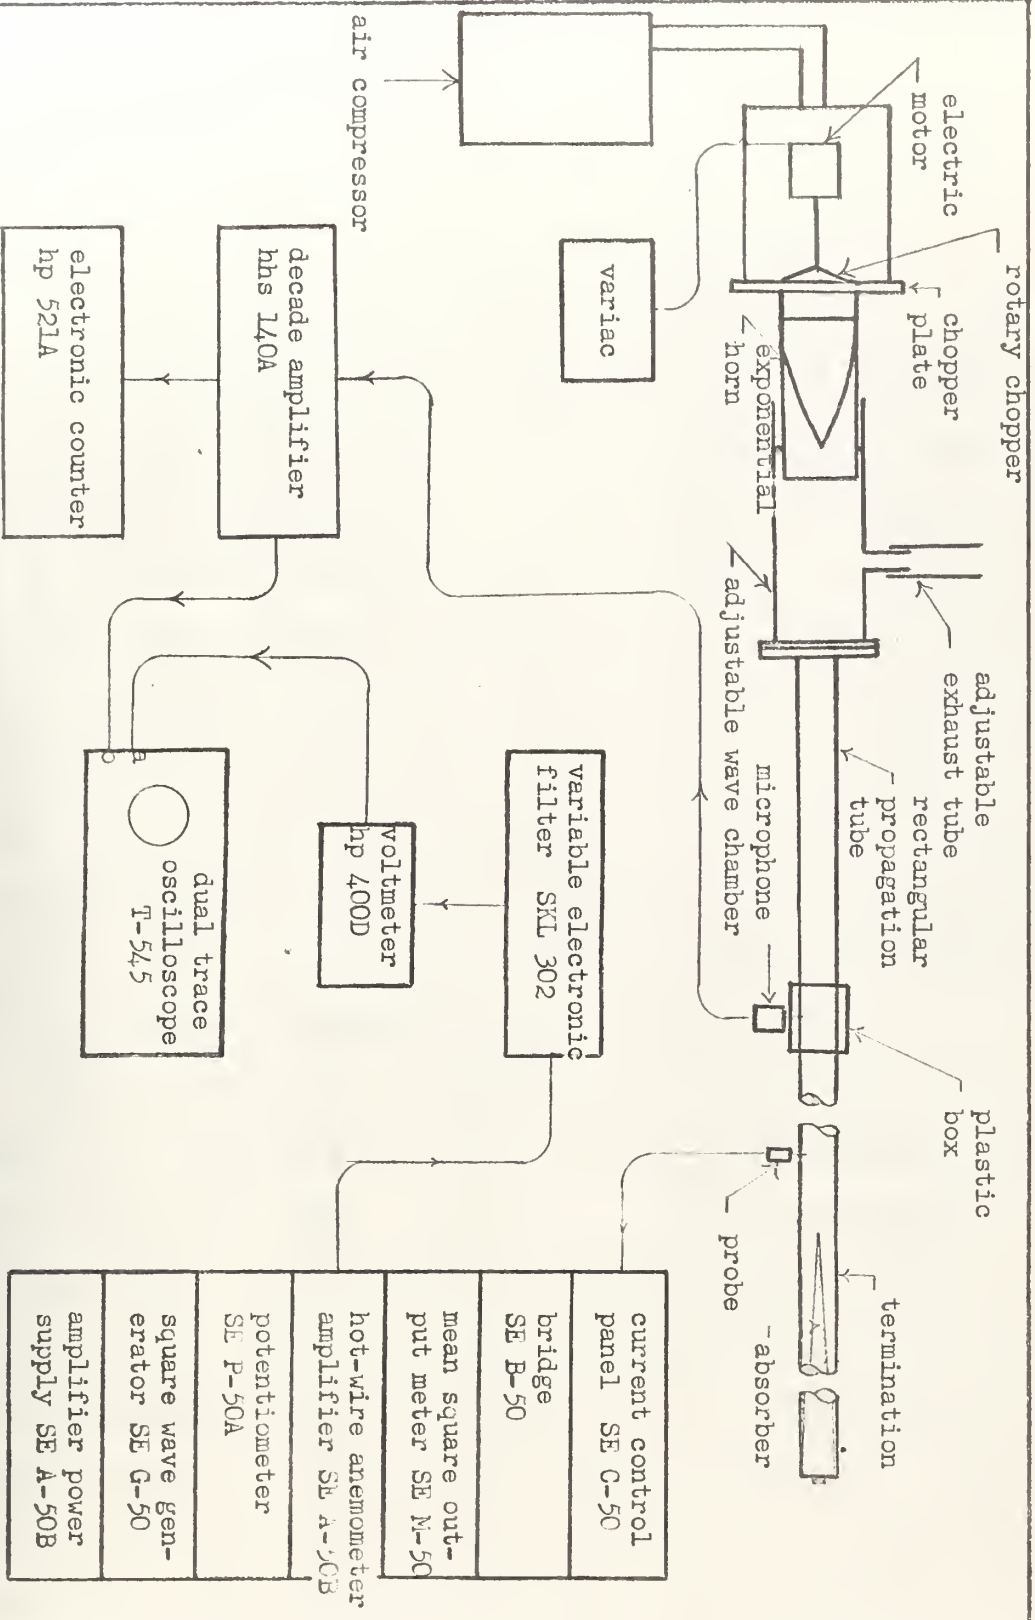 air compressor
electric
motor
rotary chopper
chopper
plate
variac
exponential
horn
adjustable
exhaust tube
adjustable wave chamber
rectangular
propagation
tube
microphone
plastic
box
probe
termination
absorber
decade amplifier
hhs 140A
electronic counter
hp 521A
variable electronic
filter SKL 302
voltmeter
hp 400D
a
b
dual trace
oscilloscope
T-545
current control
panel SE C-50
bridge
SE B-50
mean square out-
put meter SE M-50
hot-wire anemometer
amplifier SE A-50B
potentiometer
SE P-50A
square wave gen-
erator SE G-50
amplifier power
supply SE A-50B